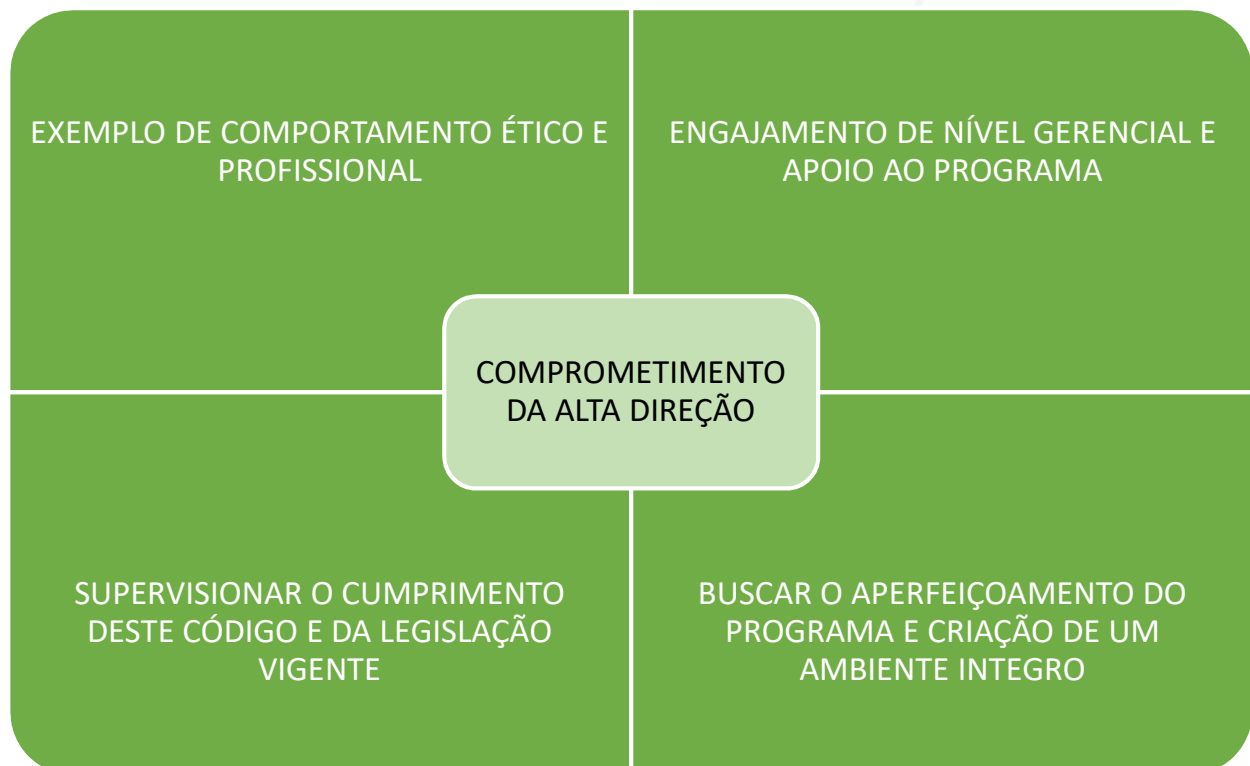 EXEMPLO DE COMPORTAMENTO ÉTICO E
PROFISSIONAL
ENGAJAMENTO DE NÍVEL GERENCIAL E
APOIO AO PROGRAMA
COMPROMETIMENTO
DA ALTA DIREÇÃO
SUPERVISIONAR O CUMPRIMENTO
DESTE CÓDIGO E DA LEGISLAÇÃO
VIGENTE
BUSCAR O APERFEIÇOAMENTO DO
PROGRAMA E CRIAÇÃO DE UM
AMBIENTE INTEGRO